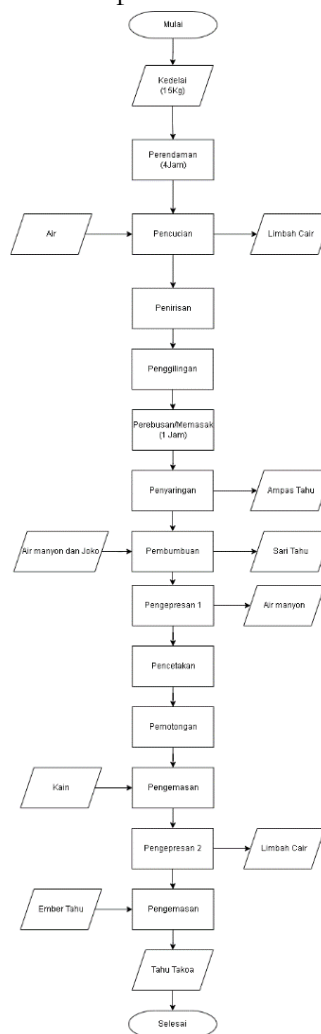 Mulai
Kedelai
(15Kg)
Perendaman
(4Jam)
Air
Pencucian
Limbah Cair
Penirisan
Penggilingan
Perebusan/Memasak
(1 Jam)
Penyaringan
Ampas Tahu
Air manyon dan Joko
Pembumbuan
Sari Tahu
Pengepresan 1
Air manyon
Pencetakan
Pemotongan
Kain
Pengemasan
Pengepresan 2
Limbah Cair
Ember Tahu
Pengemasan
Tahu Takoa
Selesai